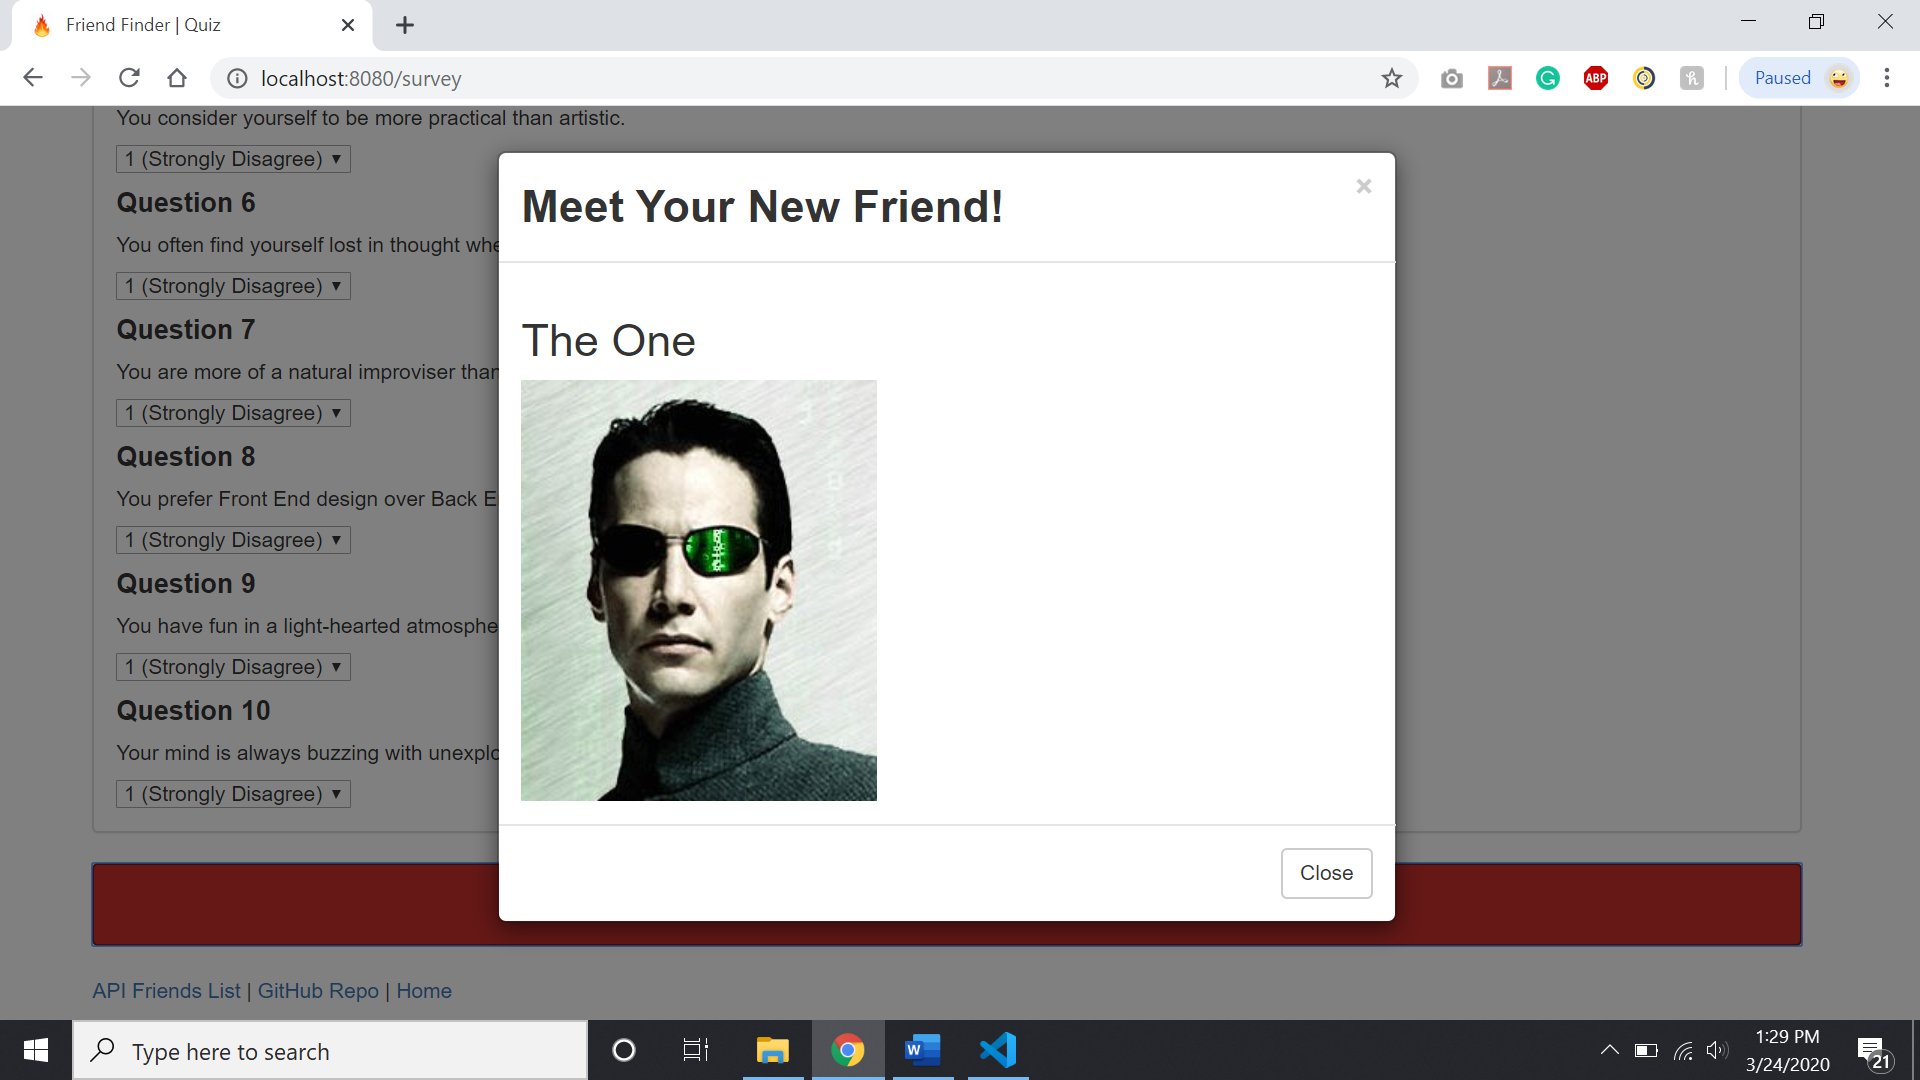 Friend Finder | Quiz
localhost:8080/survey
ABP
Paused
You consider yourself to be more practical than artistic.
1 (Strongly Disagree)
Question 6
You often find yourself lost in thought whe
1 (Strongly Disagree)
Question 7
You are more of a natural improviser than
1 (Strongly Disagree)
Question 8
You prefer Front End design over Back E
1 (Strongly Disagree)
Question 9
You have fun in a light-hearted atmosphe
1 (Strongly Disagree)
Question 10
Your mind is always buzzing with unexplo
1 (Strongly Disagree)
Meet Your New Friend!
×
The One
Close
API Friends List | GitHub Repo | Home
Type here to search
W
1:29 PM
3/24/2020
21